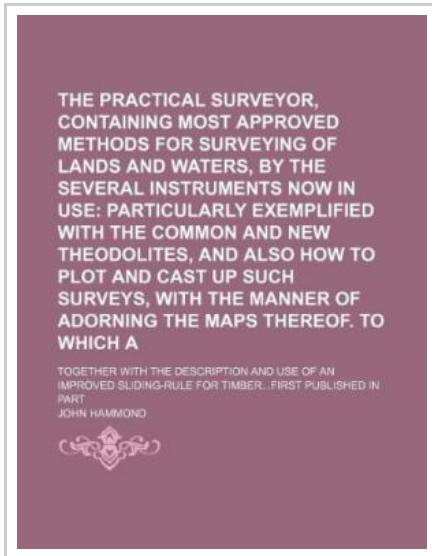 THE PRACTICAL SURVEYOR,
CONTAINING MOST APPROVED
METHODS FOR SURVEYING OF
LANDS AND WATERS, BY THE
SEVERAL INSTRUMENTS NOW IN
USE: PARTICULARLY EXEMPLIFIED
WITH THE COMMON AND NEW
THEODOLITES, AND ALSO HOW TO
PLOT AND CAST UP SUCH
SURVEYS, WITH THE MANNER OF
ADORNING THE MAPS THEREOF. TO
WHICH A
TOGETHER WITH THE DESCRIPTION AND USE OF AN
IMPROVED SLIDING-RULE FOR TIMBER...FIRST PUBLISHED IN
PART
JOHN HAMMOND